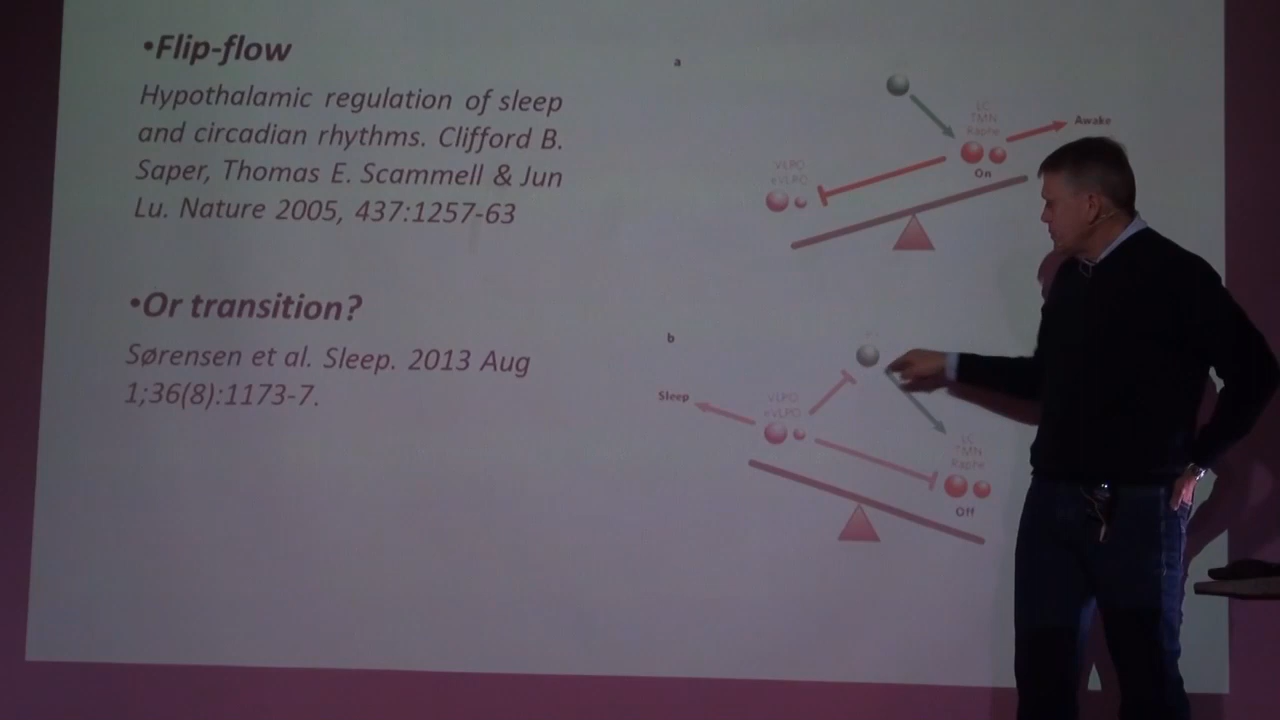 •Flip-flow
Hypothalamic regulation of sleep
and circadian rhythms. Clifford B.
Saper, Thomas E. Scammell & Jun
Lu. Nature 2005, 437:1257-63
•Or transition?
Sørensen et al. Sleep. 2013 Aug
1;36(8):1173-7.
a
LC
TMN
Raphe
Awake
On
VLPO
eVLPO
b
Sleep
VLPO
eVLPO
LC
TMN
Raphe
Off